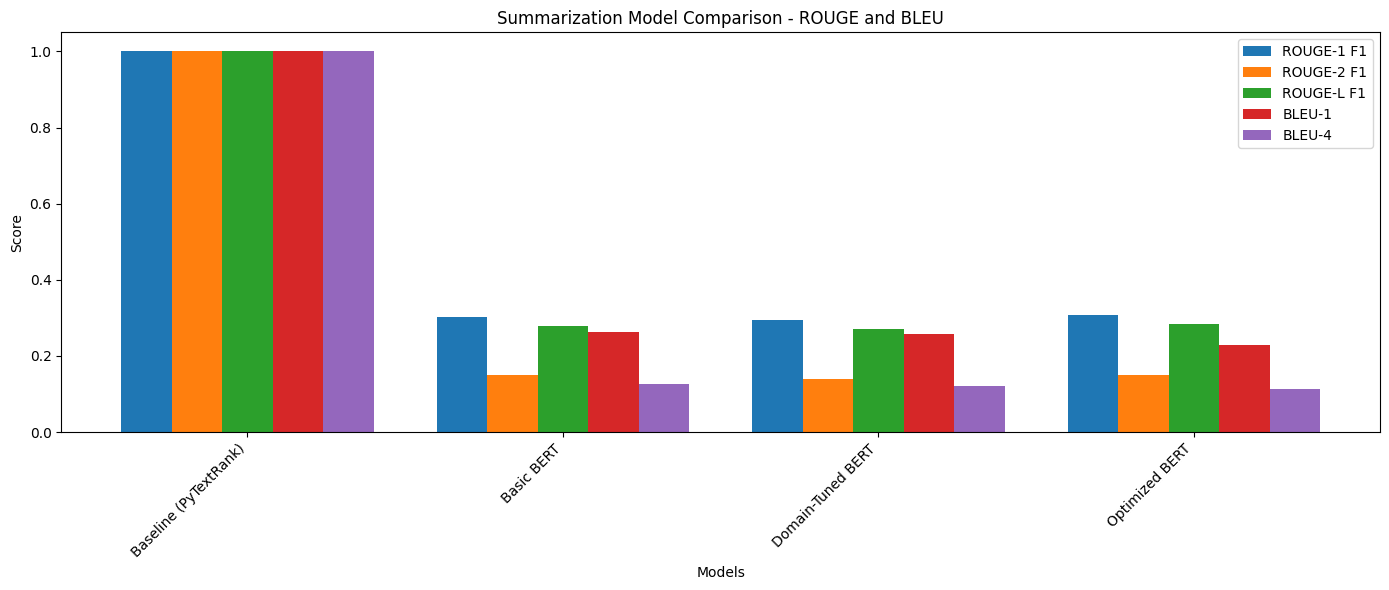 Summarization Model Comparison - ROUGE and BLEU
ROUGE-1 F1
ROUGE-2 F1
ROUGE-L F1
BLEU-1
BLEU-4
Score
1.0
0.8
0.6
0.4
0.2
0.0
Baseline (PyTextRank)
Basic BERT
Domain-Tuned BERT
Optimized BERT
Models